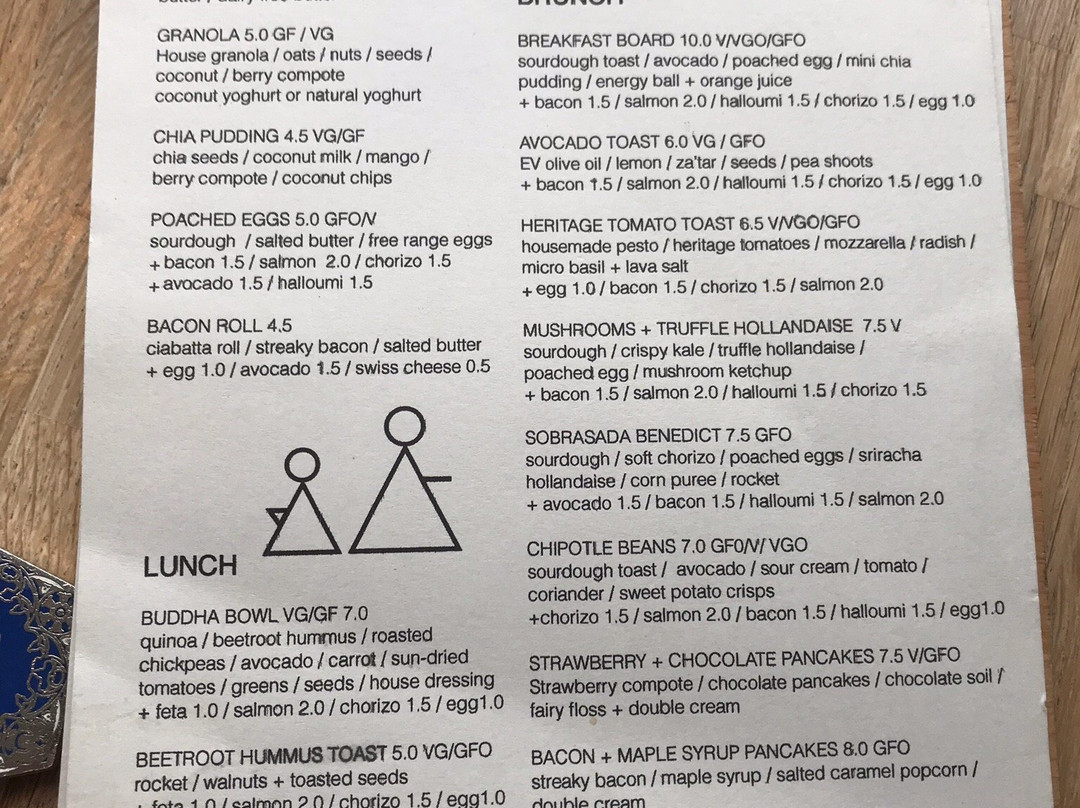 GRANOLA 5.0 GF / VG
House granola / oats / nuts / seeds /
coconut / berry compote
coconut yoghurt or natural yoghurt
CHIA PUDDING 4.5 VG/GF
chia seeds / coconut milk / mango /
berry compote / coconut chips
POACHED EGGS 5.0 GFO/V
sourdough / salted butter / free range eggs
+ bacon 1.5 / salmon 2.0 / chorizo 1.5
+ avocado 1.5 / halloumi 1.5
BACON ROLL 4.5
ciabatta roll / streaky bacon / salted butter
+ egg 1.0 / avocado 1.5 / swiss cheese 0.5
LUNCH
BUDDHA BOWL VG/GF 7.0
quinoa / beetroot hummus / roasted
chickpeas / avocado / carrot / sun-dried
tomatoes / greens / seeds / house dressing
+ feta 1.0 / salmon 2.0 / chorizo 1.5 / egg1.0
BEETROOT HUMMUS TOAST 5.0 VG/GFO
rocket / walnuts + toasted seeds
+ feta 1.0 / salmon 2.0 / chorizo 1.5 / egg1.0
BRUNCH
BREAKFAST BOARD 10.0 V/VGO/GFO
sourdough toast / avocado / poached egg / mini chia
pudding / energy ball + orange juice
+ bacon 1.5 / salmon 2.0 / halloumi 1.5 / chorizo 1.5 / egg 1.0
AVOCADO TOAST 6.0 VG / GFO
EV olive oil / lemon / za'tar / seeds / pea shoots
+ bacon 1.5 / salmon 2.0 / halloumi 1.5 / chorizo 1.5 / egg 1.0
HERITAGE TOMATO TOAST 6.5 V/VGO/GFO
housemade pesto / heritage tomatoes / mozzarella / radish /
micro basil + lava salt
+ egg 1.0 / bacon 1.5 / chorizo 1.5 / salmon 2.0
MUSHROOMS + TRUFFLE HOLLANDAISE 7.5 V
sourdough / crispy kale / truffle hollandaise /
poached egg / mushroom ketchup
+ bacon 1.5 / salmon 2.0 / halloumi 1.5 / chorizo 1.5
SOBRASADA BENEDICT 7.5 GFO
sourdough / soft chorizo / poached eggs / sriracha
hollandaise / corn puree / rocket
+ avocado 1.5 / bacon 1.5 / halloumi 1.5 / salmon 2.0
CHIPOTLE BEANS 7.0 GFO/V/ VGO
sourdough toast / avocado / sour cream / tomato /
coriander / sweet potato crisps
+chorizo 1.5 / salmon 2.0 / bacon 1.5 / halloumi 1.5 / egg1.0
STRAWBERRY + CHOCOLATE PANCAKES 7.5 V/GFO
Strawberry compote / chocolate pancakes / chocolate soil /
fairy floss + double cream
BACON + MAPLE SYRUP PANCAKES 8.0 GFO
streaky bacon / maple syrup / salted caramel popcorn /
double cream